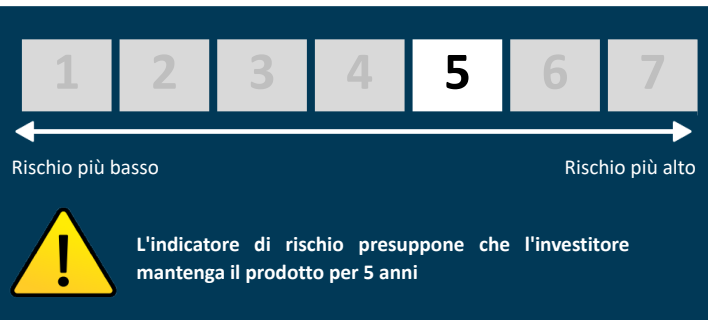 1 2 3 4 5 6 7
Rischio più basso Rischio più alto
L'indicatore di rischio presuppone che l'investitore
mantenga il prodotto per 5 anni